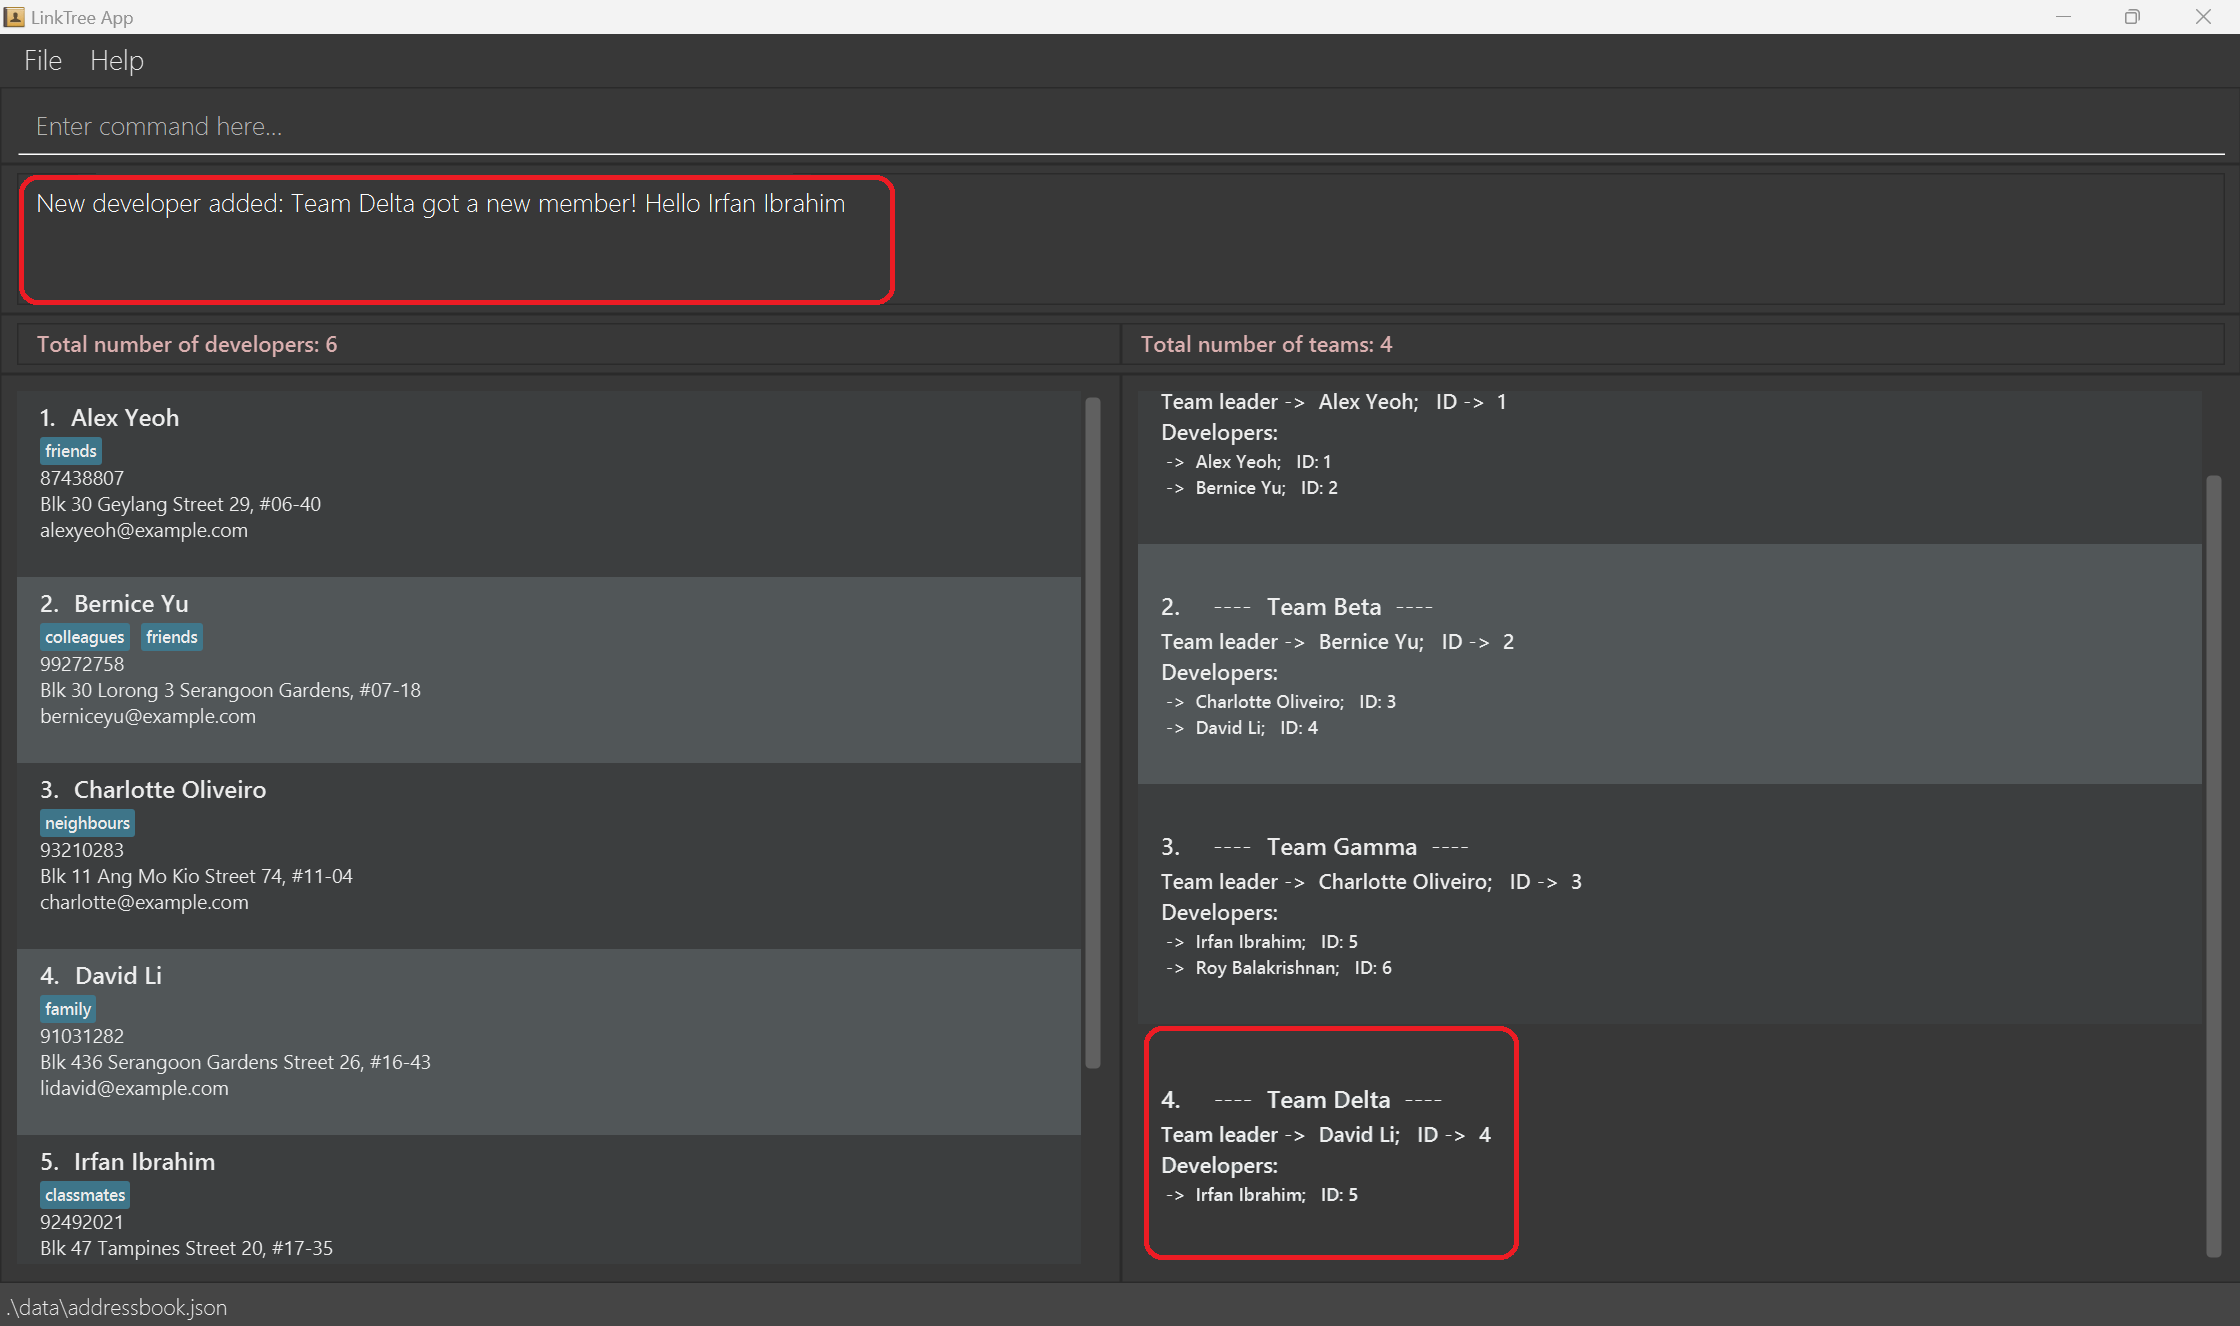 LinkTree App
File Help
Enter command here...
New developer added: Team Delta got a new member! Hello Irfan Ibrahim
Total number of developers: 6
Total number of teams: 4
1. Alex Yeoh
friends
87438807
Blk 30 Geylang Street 29, #06-40
alexyeoh@example.com
2. Bernice Yu
colleagues friends
99272758
Blk 30 Lorong 3 Serangoon Gardens, #07-18
berniceyu@example.com
3. Charlotte Oliveiro
neighbours
93210283
Blk 11 Ang Mo Kio Street 74, #11-04
charlotte@example.com
4. David Li
family
91031282
Blk 436 Serangoon Gardens Street 26, #16-43
lidavid@example.com
5. Irfan Ibrahim
classmates
92492021
Blk 47 Tampines Street 20, #17-35
Team leader -> Alex Yeoh; ID -> 1
Developers:
-> Alex Yeoh; ID: 1
-> Bernice Yu; ID: 2
2. ---- Team Beta ----
Team leader -> Bernice Yu; ID -> 2
Developers:
-> Charlotte Oliveiro; ID: 3
-> David Li; ID: 4
3. ---- Team Gamma ----
Team leader -> Charlotte Oliveiro; ID -> 3
Developers:
-> Irfan Ibrahim; ID: 5
-> Roy Balakrishnan; ID: 6
4. ---- Team Delta ----
Team leader -> David Li; ID -> 4
Developers:
-> Irfan Ibrahim; ID: 5
.\data\addressbook.json